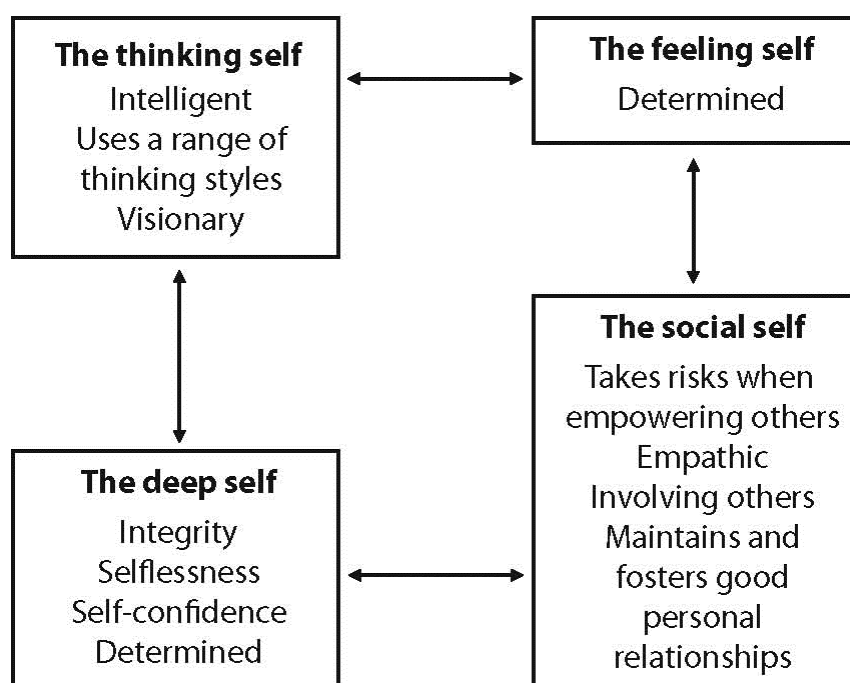 The thinking self
Intelligent
Uses a range of
thinking styles
Visionary
The feeling self
Determined
The deep self
Integrity
Selflessness
Self-confidence
Determined
The social self
Takes risks when
empowering others
Empathic
Involving others
Maintains and
fosters good
personal
relationships